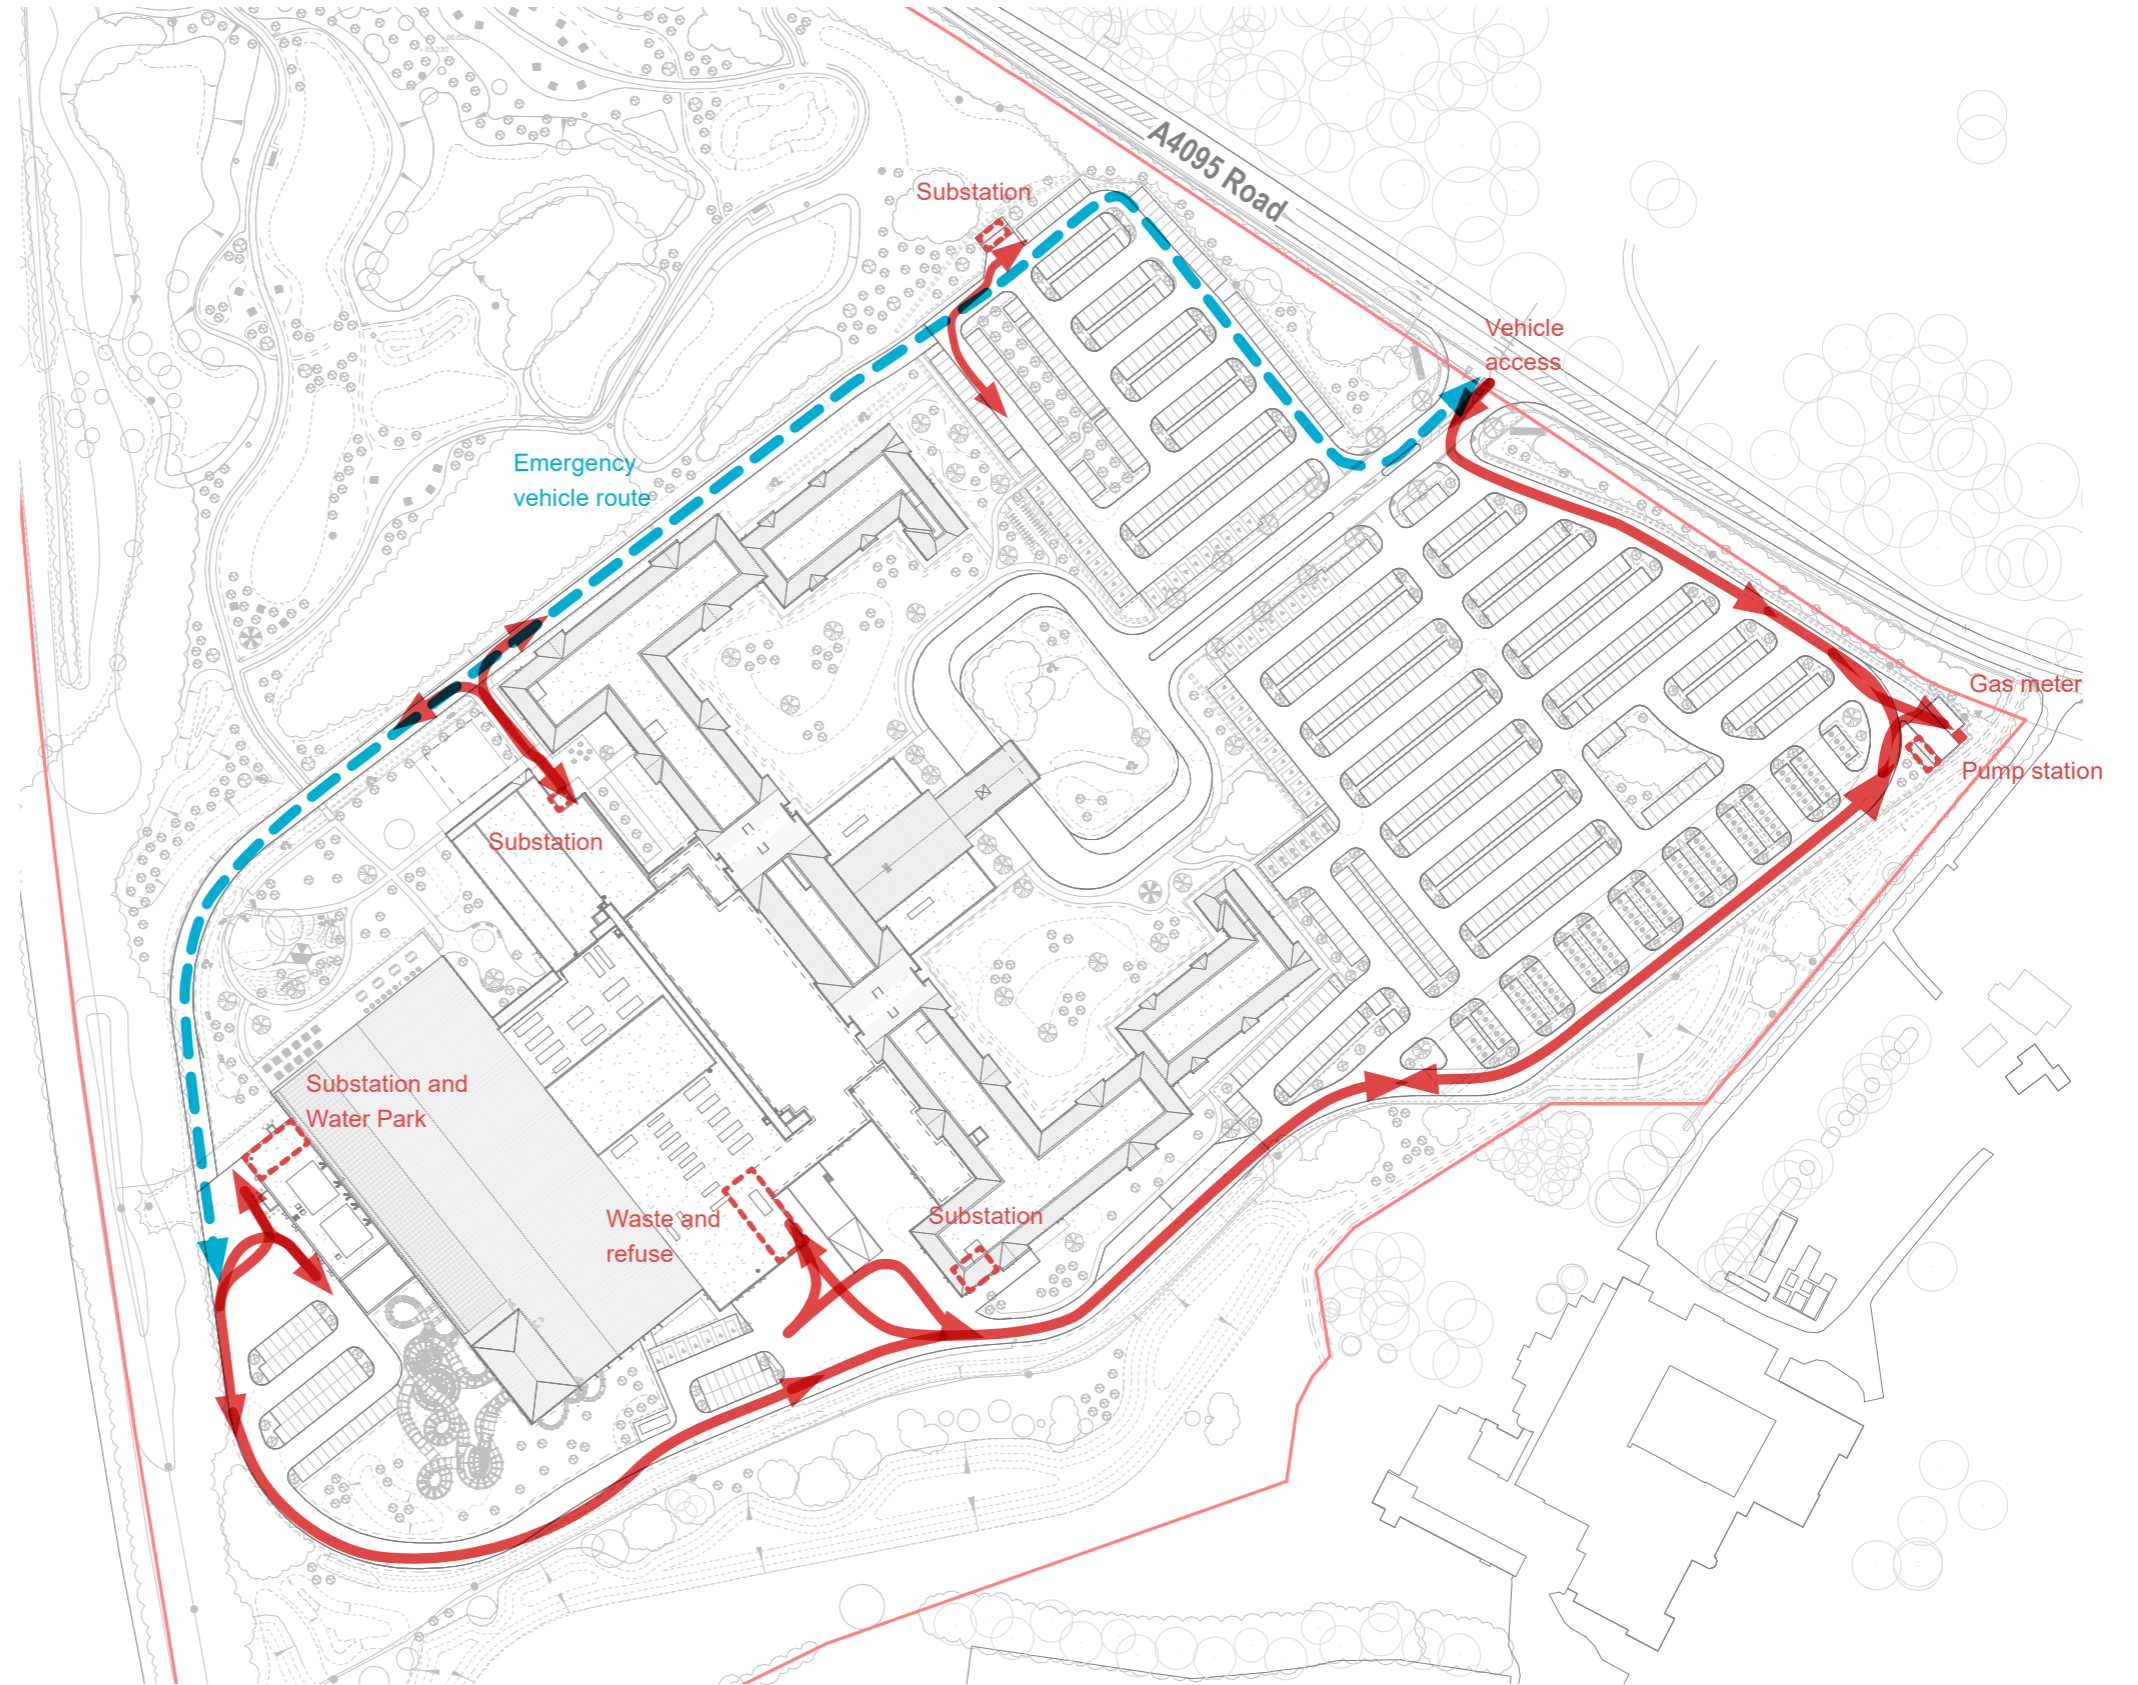 A4095 Road
Substation
Vehicle
access
Emergency
vehicle route
Gas meter
Pump station
Substation
Substation and
Water Park
Waste and
refuse
Substation